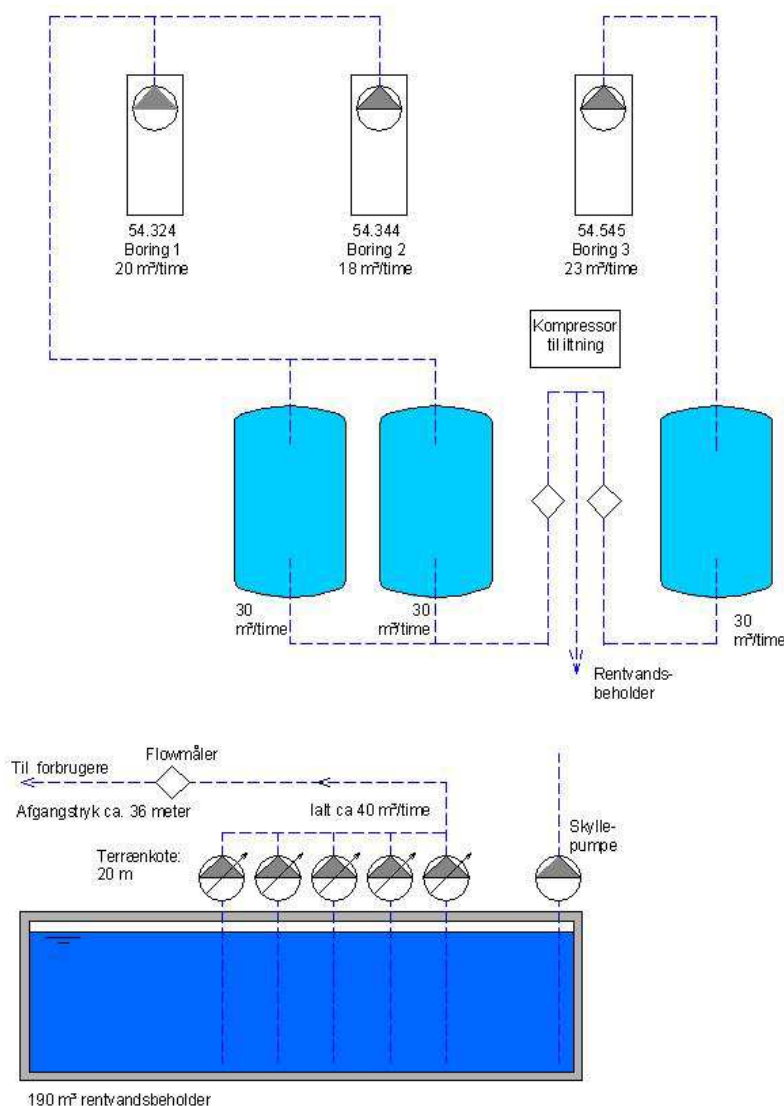 54.324
Boring 1
20 m³/time
54.344
Boring 2
18 m³/time
54.545
Boring 3
23 m³/time
Kompressor
til iltning
30
m³/time
30
m³/time
30
m³/time
Rentvands-
beholder
Flowmåler
Til forbrugere
Afgangstryk ca. 36 meter
Ialt ca 40 m³/time
Skylle-
pumpe
Terrænkote:
20 m
190 m³ rentvandsbeholder